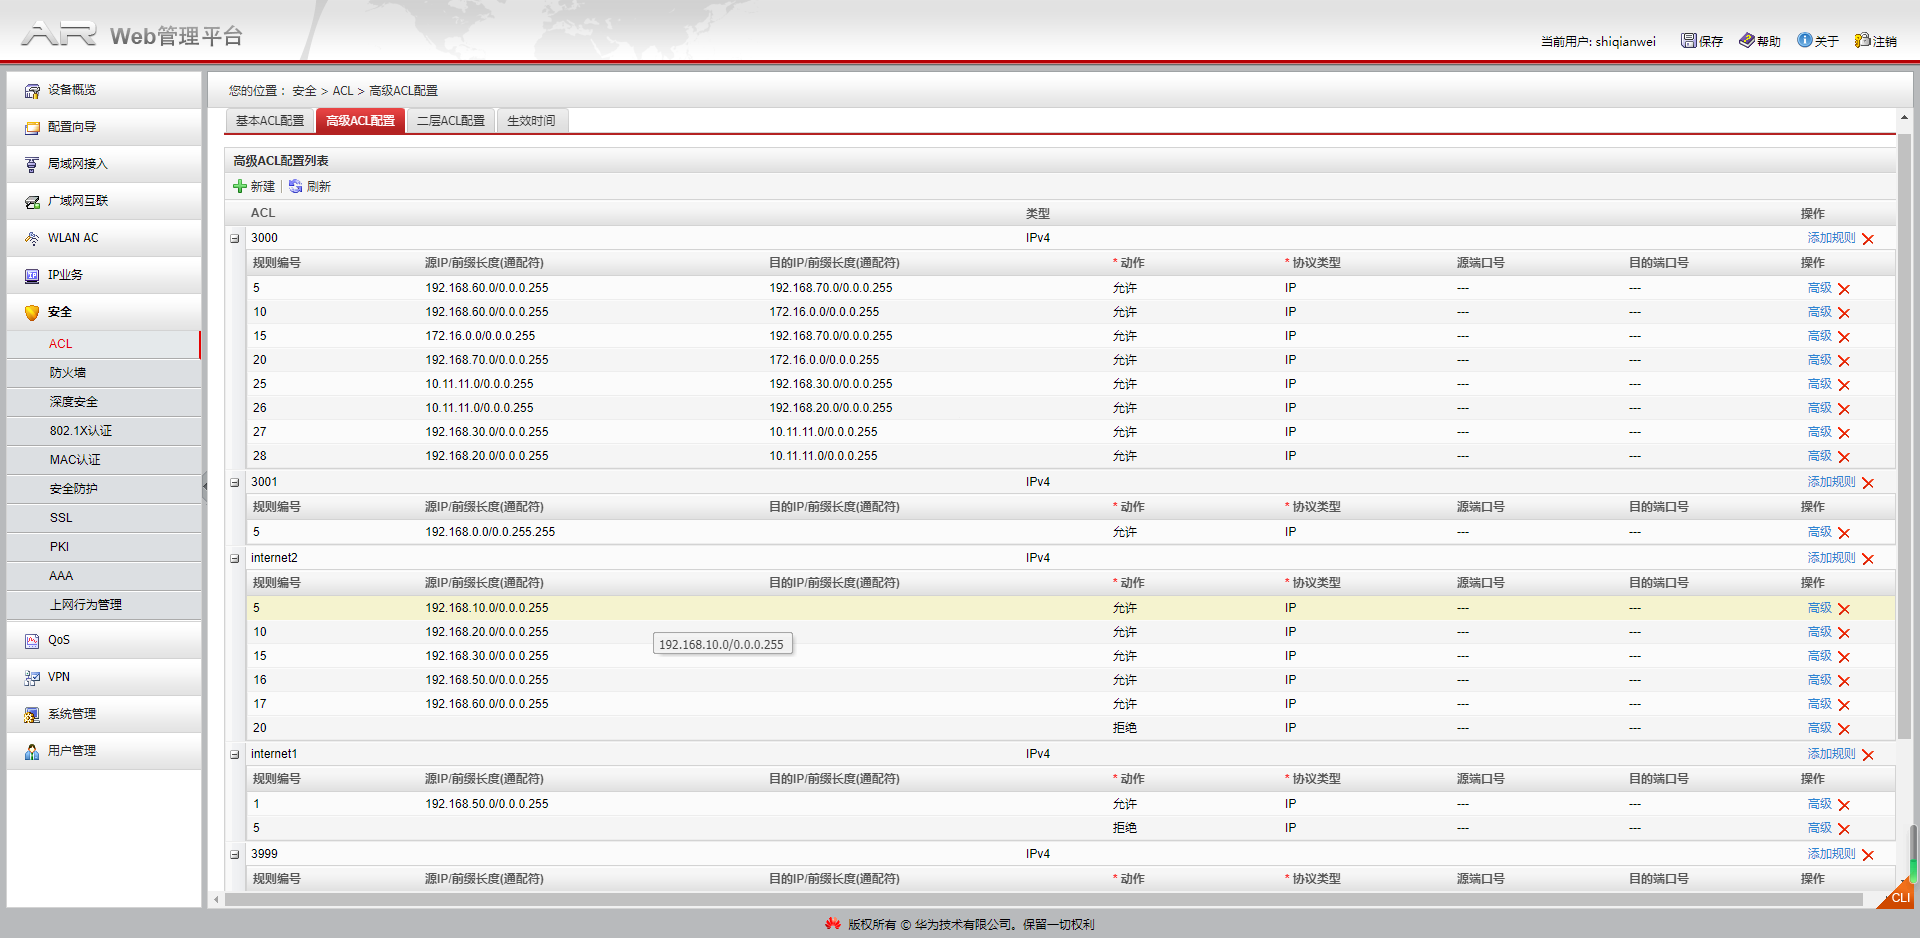 AR Web管理平台
当前用户: shiqianwei 保存 帮助 关于 注销
设备概览
配置向导
局域网接入
广域网互联
WLAN AC
IP业务
安全
ACL
防火墙
深度安全
802.1X认证
MAC认证
安全防护
SSL
PKI
AAA
上网行为管理
QoS
VPN
系统管理
用户管理
您的位置： 安全 > ACL > 高级ACL配置
基本ACL配置 高级ACL配置 二层ACL配置 生效时间
高级ACL配置列表
新建 刷新
ACL 类型 操作
3000 IPv4 添加规则
规则编号 源IP/前缀长度(通配符) 目的IP/前缀长度(通配符) * 动作 * 协议类型 源端口号 目的端口号 操作
5 192.168.60.0/0.0.0.255 192.168.70.0/0.0.0.255 允许 IP --- --- 高级
10 192.168.60.0/0.0.0.255 172.16.0.0/0.0.0.255 允许 IP --- --- 高级
15 172.16.0.0/0.0.0.255 192.168.70.0/0.0.0.255 允许 IP --- --- 高级
20 192.168.70.0/0.0.0.255 172.16.0.0/0.0.0.255 允许 IP --- --- 高级
25 10.11.11.0/0.0.0.255 192.168.30.0/0.0.0.255 允许 IP --- --- 高级
26 10.11.11.0/0.0.0.255 192.168.20.0/0.0.0.255 允许 IP --- --- 高级
27 192.168.30.0/0.0.0.255 10.11.11.0/0.0.0.255 允许 IP --- --- 高级
28 192.168.20.0/0.0.0.255 10.11.11.0/0.0.0.255 允许 IP --- --- 高级
3001 IPv4 添加规则
规则编号 源IP/前缀长度(通配符) 目的IP/前缀长度(通配符) * 动作 * 协议类型 源端口号 目的端口号 操作
5 192.168.0.0/0.0.255.255 允许 IP --- --- 高级
internet2 IPv4 添加规则
规则编号 源IP/前缀长度(通配符) 目的IP/前缀长度(通配符) * 动作 * 协议类型 源端口号 目的端口号 操作
5 192.168.10.0/0.0.0.255 允许 IP --- --- 高级
10 192.168.20.0/0.0.0.255 允许 IP --- --- 高级
192.168.10.0/0.0.0.255
15 192.168.30.0/0.0.0.255 允许 IP --- --- 高级
16 192.168.50.0/0.0.0.255 允许 IP --- --- 高级
17 192.168.60.0/0.0.0.255 允许 IP --- --- 高级
20 拒绝 IP --- --- 高级
internet1 IPv4 添加规则
规则编号 源IP/前缀长度(通配符) 目的IP/前缀长度(通配符) * 动作 * 协议类型 源端口号 目的端口号 操作
1 192.168.50.0/0.0.0.255 允许 IP --- --- 高级
5 拒绝 IP --- --- 高级
3999 IPv4 添加规则
规则编号 源IP/前缀长度(通配符) 目的IP/前缀长度(通配符) * 动作 * 协议类型 源端口号 目的端口号 操作
CLI
版权所有 © 华为技术有限公司。保留一切权利